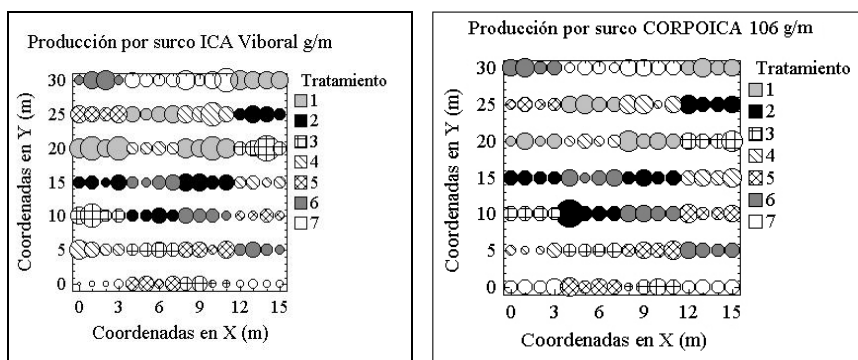 Producción por surco ICA Viboral g/m
Coordenadas en Y (m)
30
25
20
15
10
5
0
0 3 6 9 12 15
Coordenadas en X (m)
Tratamiento
1
2
3
4
5
6
7
Producción por surco CORPOICA 106 g/m
Coordenadas en Y (m)
30
25
20
15
10
5
0
0 3 6 9 12 15
Coordenadas en X (m)
Tratamiento
1
2
3
4
5
6
7